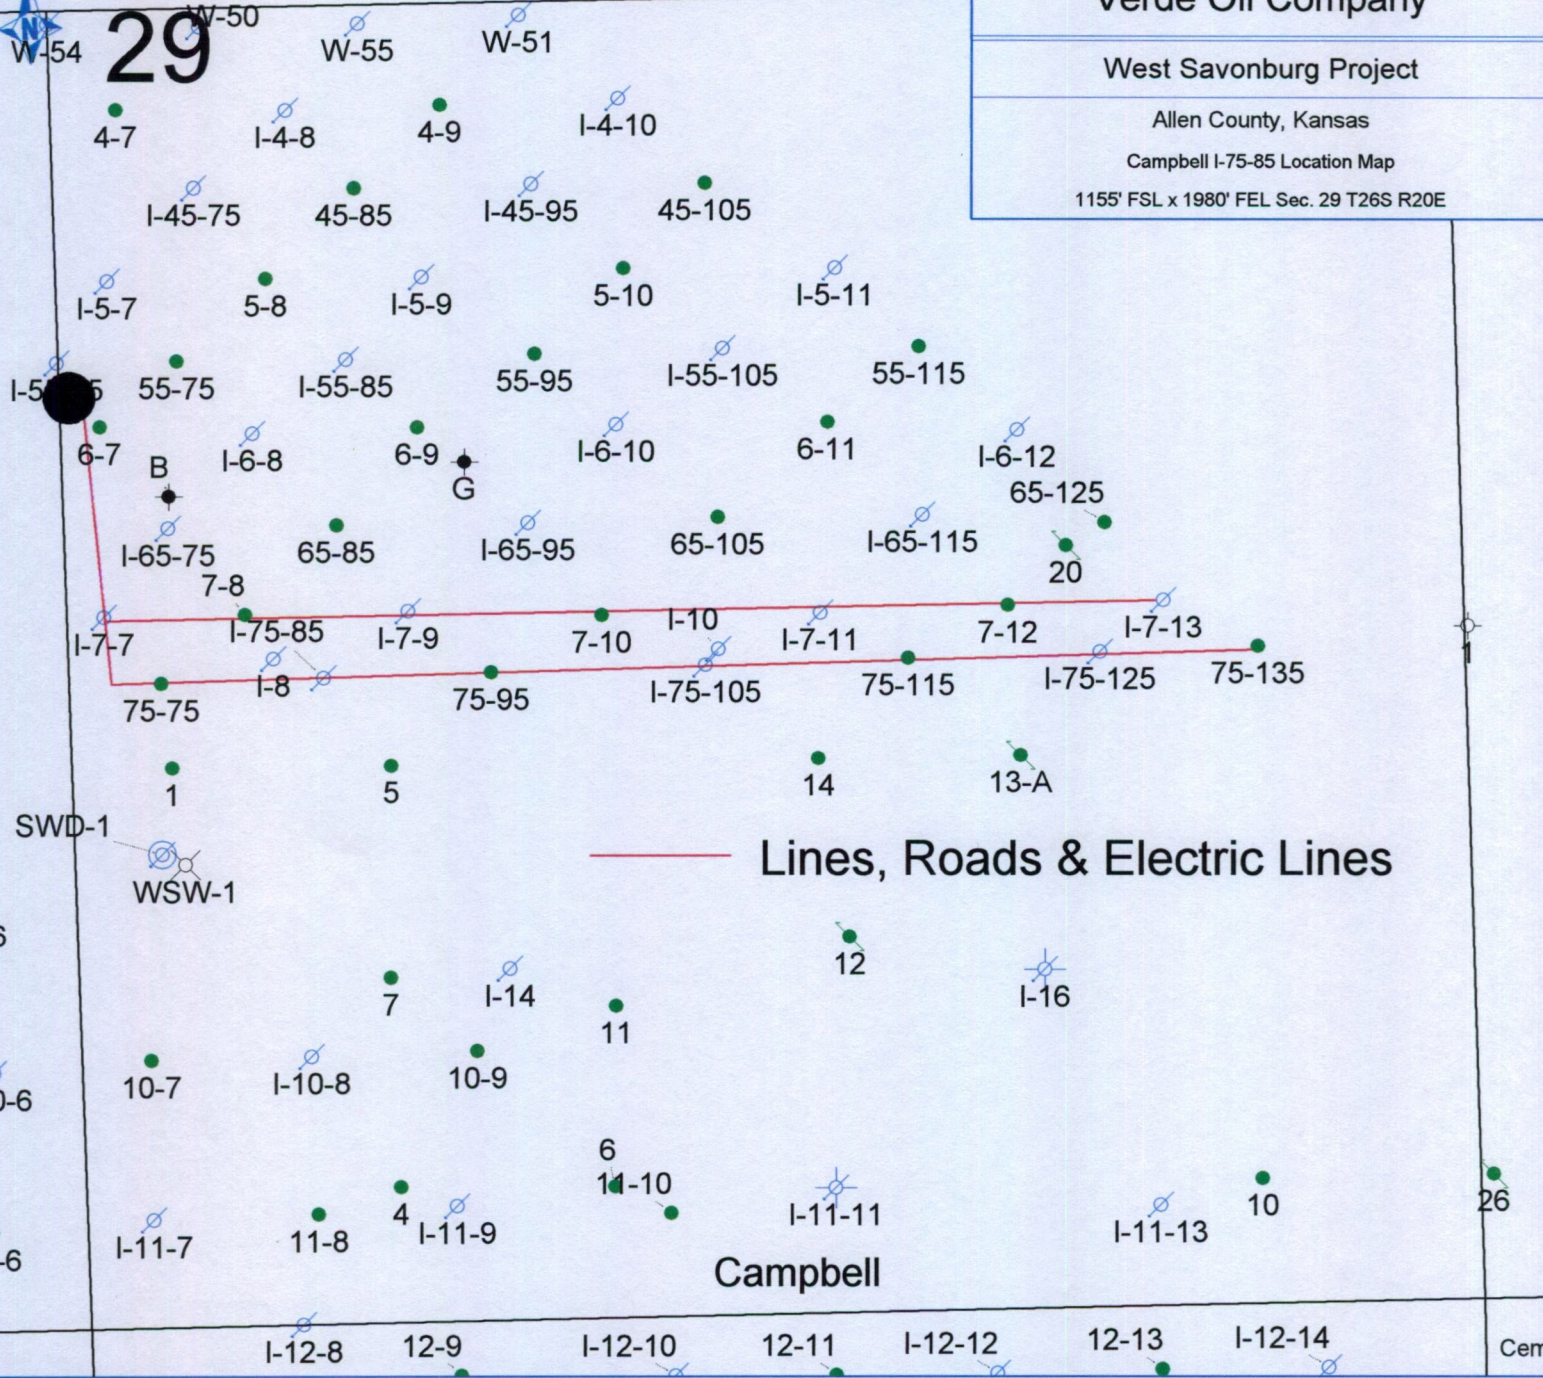 Verde Oil Company
West Savonburg Project
Allen County, Kansas
Campbell I-75-85 Location Map
1155' FSL x 1980' FEL Sec. 29 T26S R20E
N
W-54
29
W-50
W-55
W-51
4-7
I-4-8
4-9
I-4-10
I-45-75
45-85
I-45-95
45-105
I-5-7
5-8
I-5-9
5-10
I-5-11
55-75
I-55-85
55-95
I-55-105
55-115
6-7
B
I-6-8
6-9
G
I-6-10
6-11
I-6-12
65-125
I-65-75
65-85
I-65-95
65-105
I-65-115
20
7-8
I-7-7
I-75-85
I-7-9
7-10
I-10
I-7-11
7-12
I-7-13
1
75-75
I-8
75-95
I-75-105
75-115
I-75-125
75-135
1
5
14
13-A
SWD-1
WSW-1
Lines, Roads & Electric Lines
7
I-14
11
12
I-16
10-7
I-10-8
10-9
6
11-10
I-11-7
11-8
4
I-11-9
I-11-11
I-11-13
10
26
Campbell
I-12-8
12-9
I-12-10
12-11
I-12-12
12-13
I-12-14